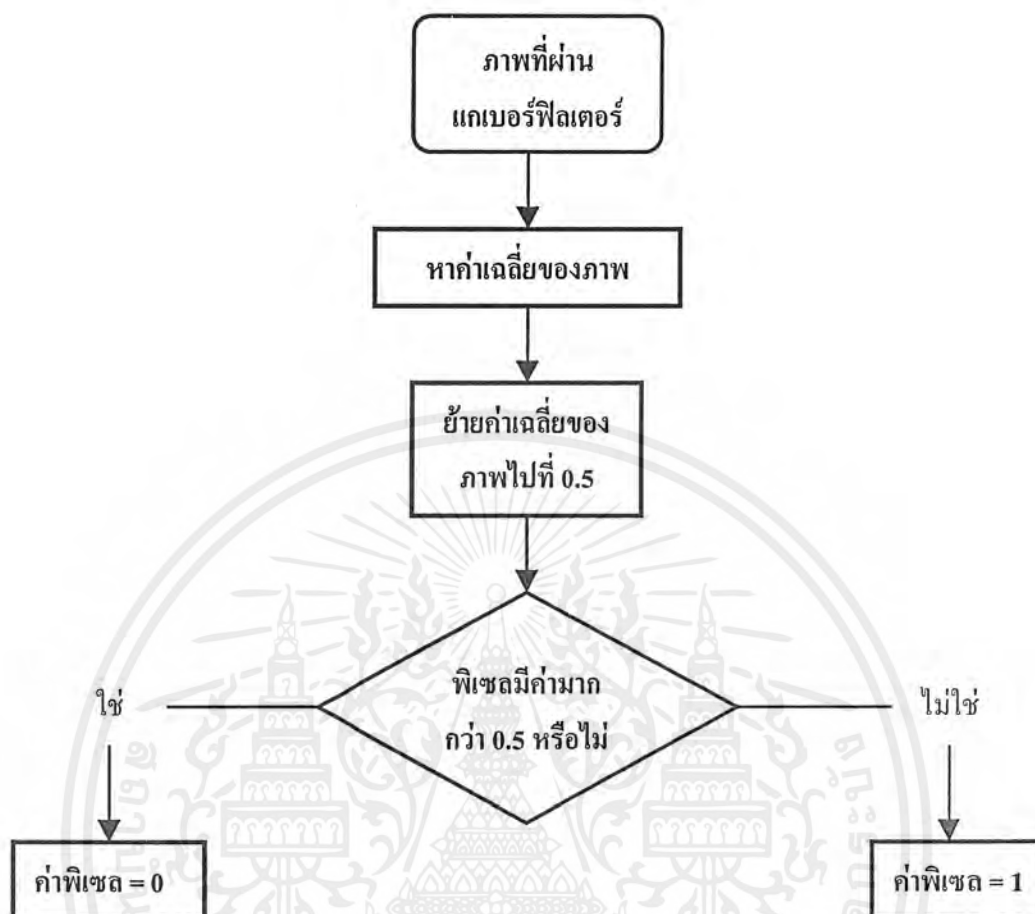 ภาพที่ผ่าน
แกเบอร์ฟิลเตอร์
หาค่าเฉลี่ยของภาพ
ย้ายค่าเฉลี่ยของ
ภาพไปที่ 0.5
พิเซลมีค่ามาก
กว่า 0.5 หรือไม่
ใช่
ไม่ใช่
ค่าพิเซล = 0
ค่าพิเซล = 1